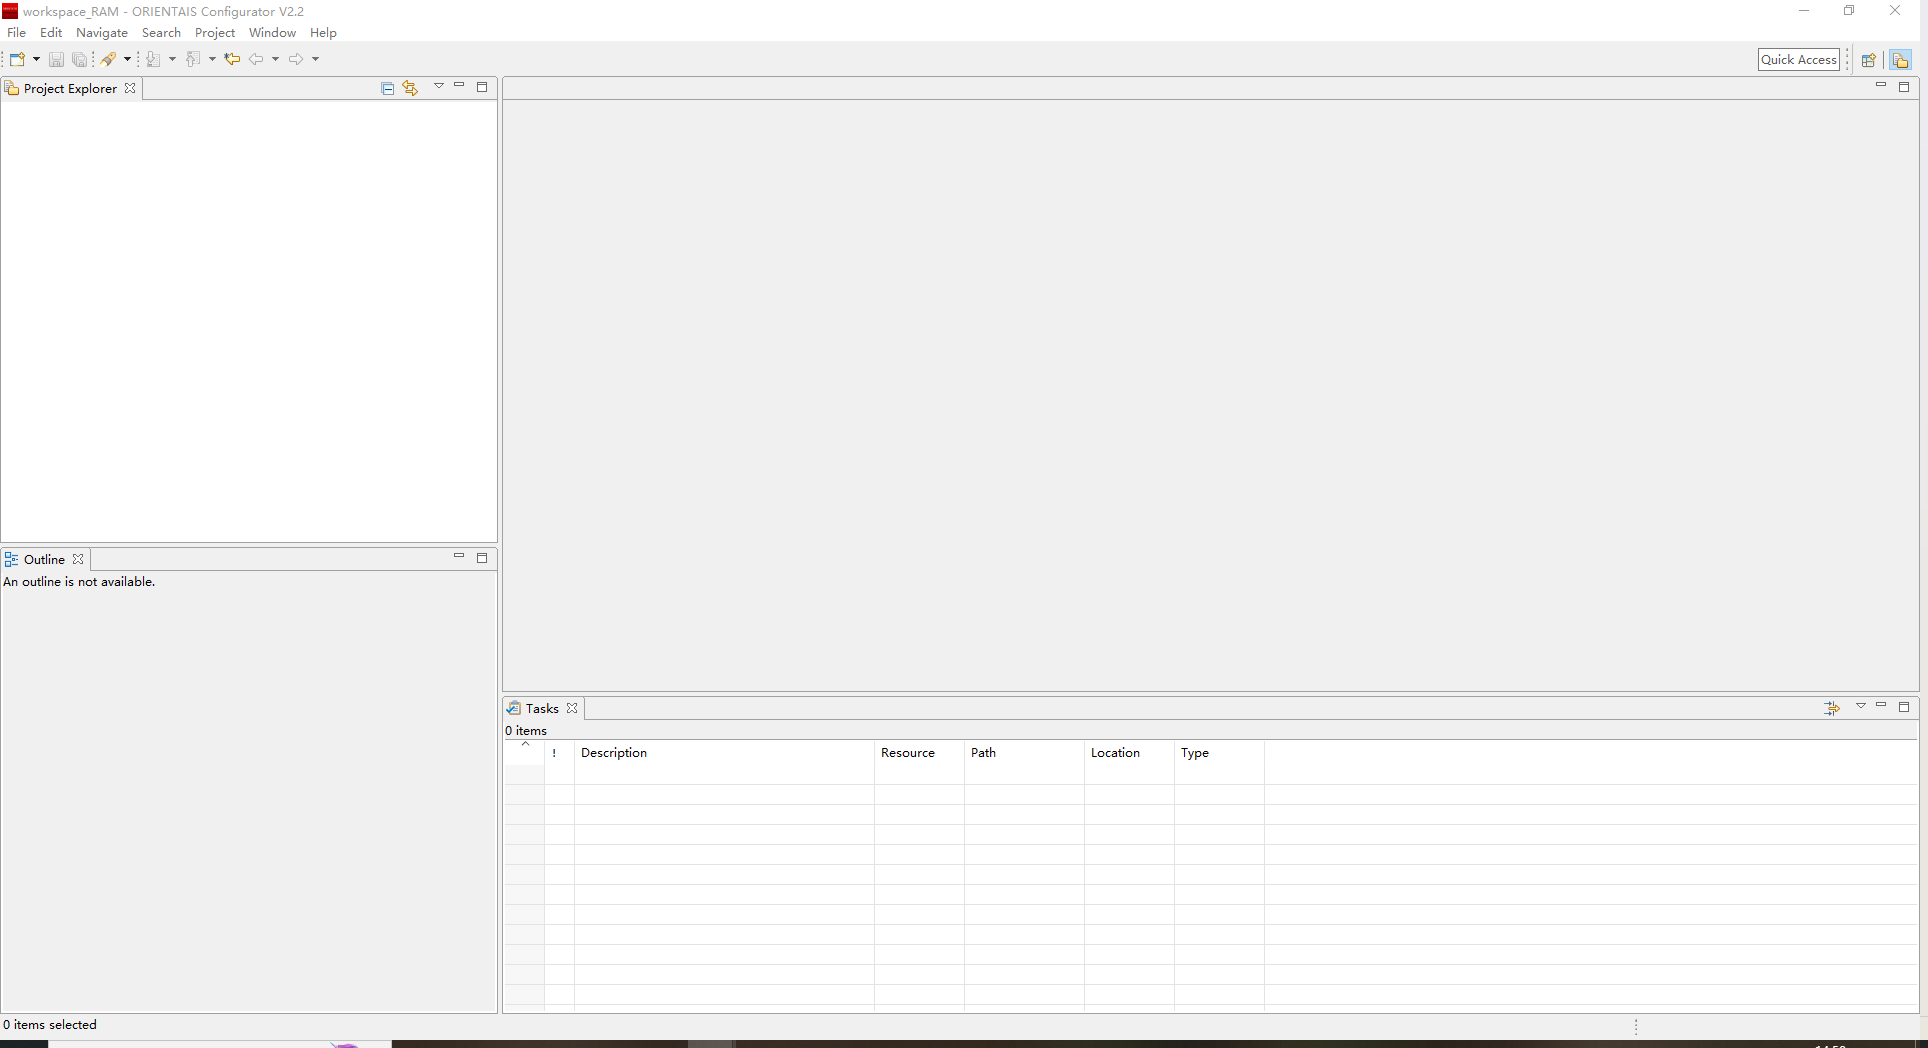 workspace_RAM - ORIENTAIS Configurator V2.2
File Edit Navigate Search Project Window Help
Quick Access
Project Explorer
Outline
An outline is not available.
Tasks
0 items
! Description Resource Path Location Type
0 items selected